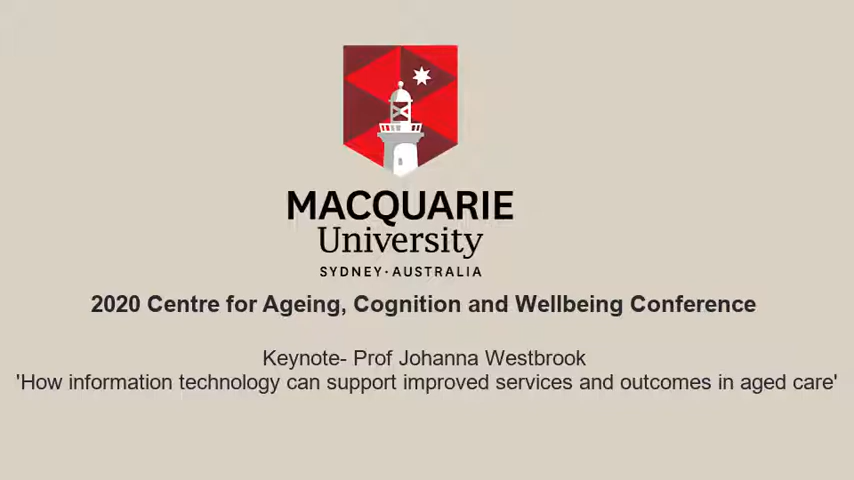 MACQUARIE
University
SYDNEY·AUSTRALIA
2020 Centre for Ageing, Cognition and Wellbeing Conference
Keynote- Prof Johanna Westbrook
'How information technology can support improved services and outcomes in aged care'